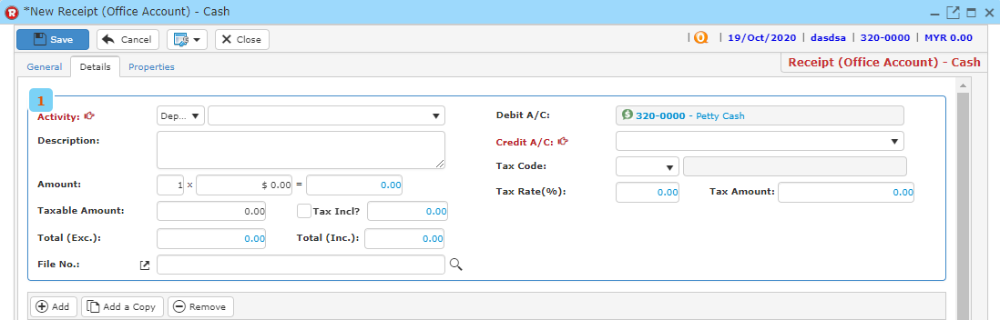 *New Receipt (Office Account) - Cash
Save Cancel Close | Q | 19/Oct/2020 | dasdsa | 320-0000 | MYR 0.00
General Details Properties Receipt (Office Account) - Cash
1
Activity: Dep... Debit A/C: $ 320-0000 - Petty Cash
Description: Credit A/C:
Tax Code:
Amount: 1 x $ 0.00 = 0.00 Tax Rate(%): 0.00 Tax Amount: 0.00
Taxable Amount: 0.00 Tax Incl? 0.00
Total (Exc.): 0.00 Total (Inc.): 0.00
File No.:
Add Add a Copy Remove